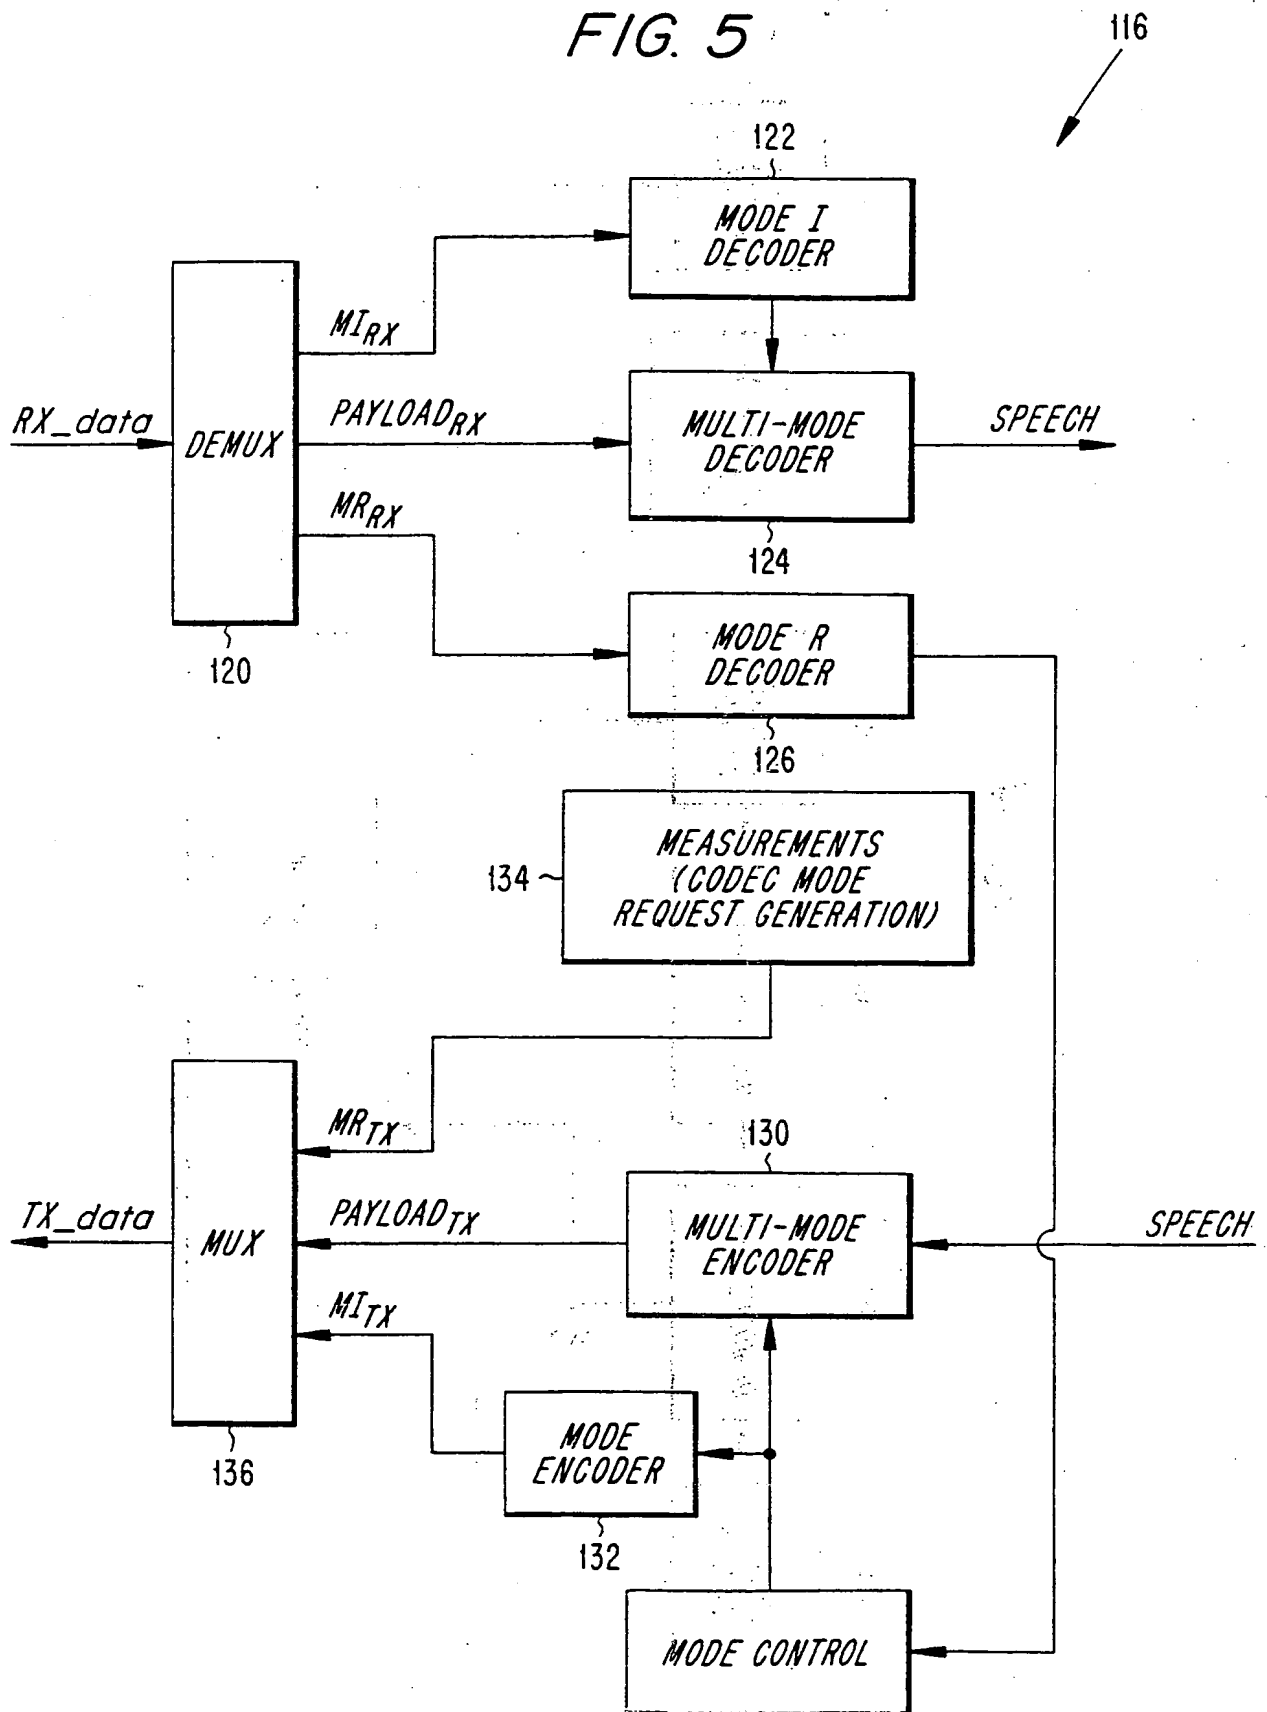 FIG. 5
116
122
MODE I
DECODER
MI_RX
RX_data
DEMUX
PAYLOAD_RX
MULTI-MODE
DECODER
SPEECH
MR_RX
124
120
MODE R
DECODER
126
134
MEASUREMENTS
(CODEC MODE
REQUEST GENERATION)
MR_TX
130
TX_data
MUX
PAYLOAD_TX
MULTI-MODE
ENCODER
SPEECH
MI_TX
136
MODE
ENCODER
132
MODE CONTROL